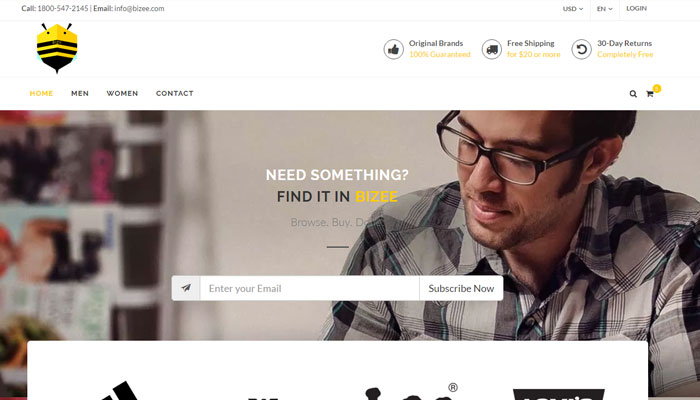 Call: 1800-547-2145 | Email: info@bizee.com
USD
EN
LOGIN
Original Brands
100% Guaranteed
Free Shipping
for $20 or more
30-Day Returns
Completely Free
HOME MEN WOMEN CONTACT
NEED SOMETHING?
FIND IT IN BIZEE
Browse. Buy.
Enter your Email
Subscribe Now
®